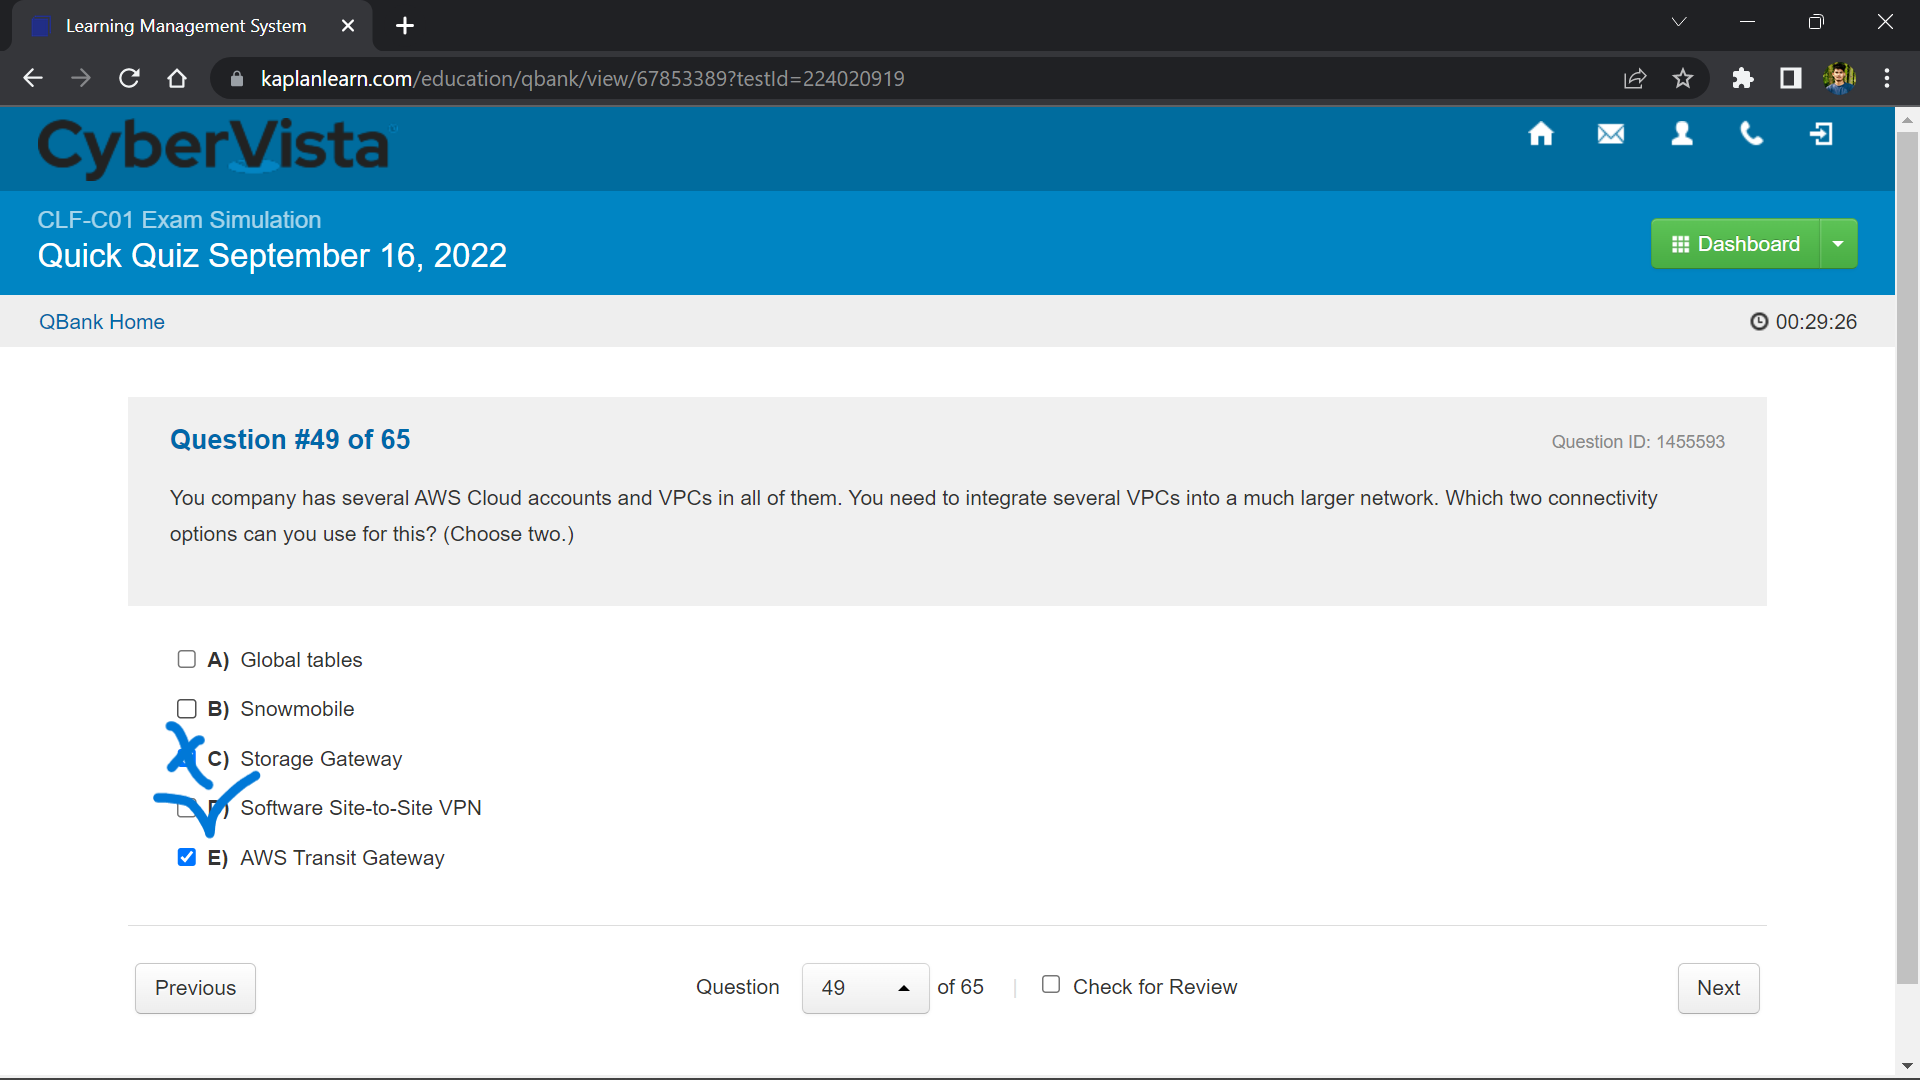 Learning Management System
kaplanlearn.com/education/qbank/view/67853389?testId=224020919
CyberVista
CLF-C01 Exam Simulation
Quick Quiz September 16, 2022
Dashboard
QBank Home
00:29:26
Question #49 of 65
Question ID: 1455593
You company has several AWS Cloud accounts and VPCs in all of them. You need to integrate several VPCs into a much larger network. Which two connectivity
options can you use for this? (Choose two.)
A) Global tables
B) Snowmobile
C) Storage Gateway
D) Software Site-to-Site VPN
E) AWS Transit Gateway
Previous
Question 49 of 65
Check for Review
Next